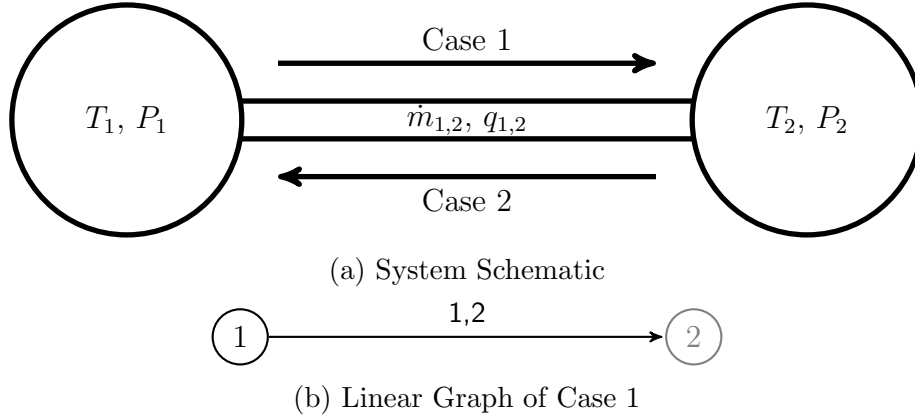 Case 1
T₁, P₁ ṁ₁,₂, q₁,₂ T₂, P₂
Case 2
(a) System Schematic
1,2
1 2
(b) Linear Graph of Case 1